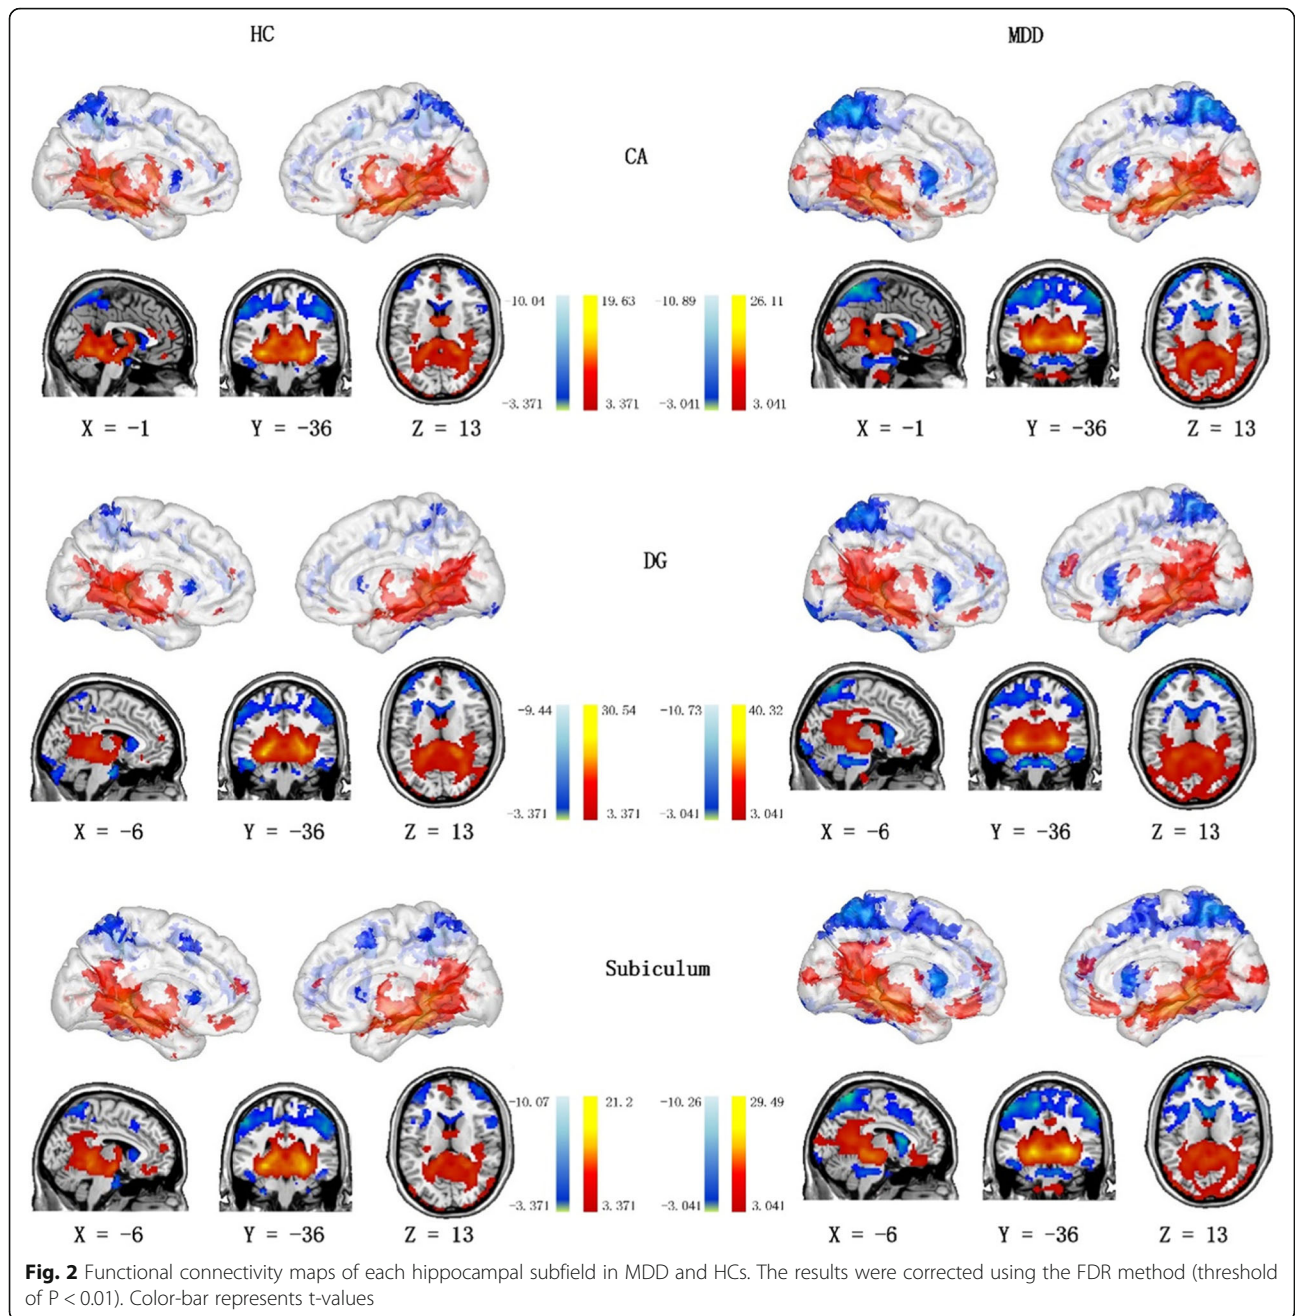 HC MDD
CA
-10.04 19.63 -10.89 26.11
-3.371 3.371 -3.041 3.041
X = -1 Y = -36 Z = 13 X = -1 Y = -36 Z = 13
DG
-9.44 30.54 -10.73 40.32
-3.371 3.371 -3.041 3.041
X = -6 Y = -36 Z = 13 X = -6 Y = -36 Z = 13
Subiculum
-10.07 21.2 -10.26 29.49
-3.371 3.371 -3.041 3.041
X = -6 Y = -36 Z = 13 X = -6 Y = -36 Z = 13
Fig. 2 Functional connectivity maps of each hippocampal subfield in MDD and HCs. The results were corrected using the FDR method (threshold
of P < 0.01). Color-bar represents t-values